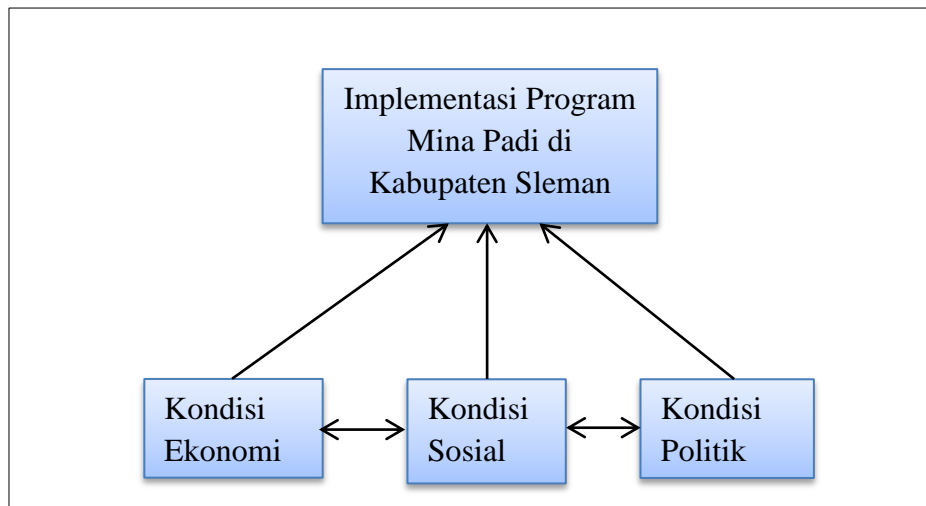 Implementasi Program
Mina Padi di
Kabupaten Sleman
Kondisi
Ekonomi
Kondisi
Sosial
Kondisi
Politik